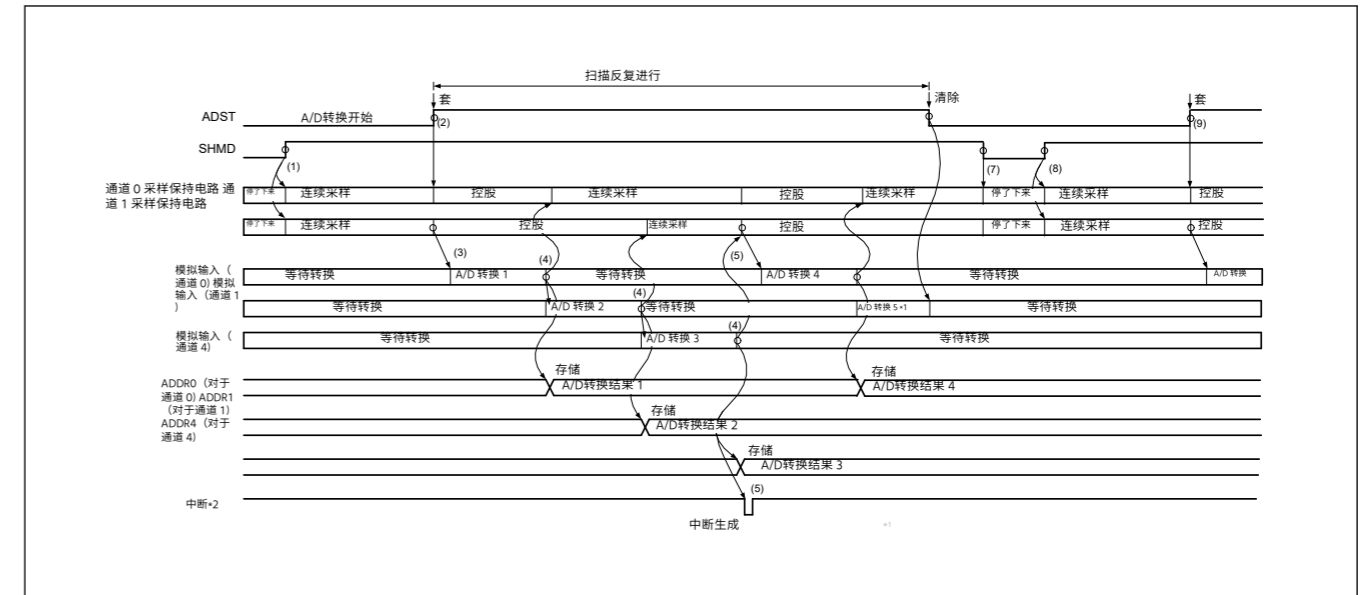 扫描反复进行
套
清除
套
ADST
A/D转换开始
(2)
(9)
SHMD
(1)
(7)
(8)
通道 0 采样保持电路 通
道 1 采样保持电路
停了下来
连续采样
控股
连续采样
控股
连续采样
停了下来
连续采样
控股
停了下来
连续采样
控股
连续采样
控股
停了下来
连续采样
控股
(3)
(4)
(5)
模拟输入（
通道 0) 模拟
输入（通道 1
)
等待转换
A/D 转换 1
等待转换
A/D 转换 4
等待转换
A/D 转换
(4)
等待转换
A/D 转换 2
等待转换
A/D 转换 5 *1
等待转换
模拟输入（
通道 4)
(4)
等待转换
A/D 转换 3
等待转换
ADDR0（对于
通道 0) ADDR1
（对于通道 1）
ADDR4（对于
通道 4)
存储
A/D转换结果 1
存储
A/D转换结果 4
存储
A/D转换结果 2
存储
A/D转换结果 3
中断*2
(5)
中断生成
*1